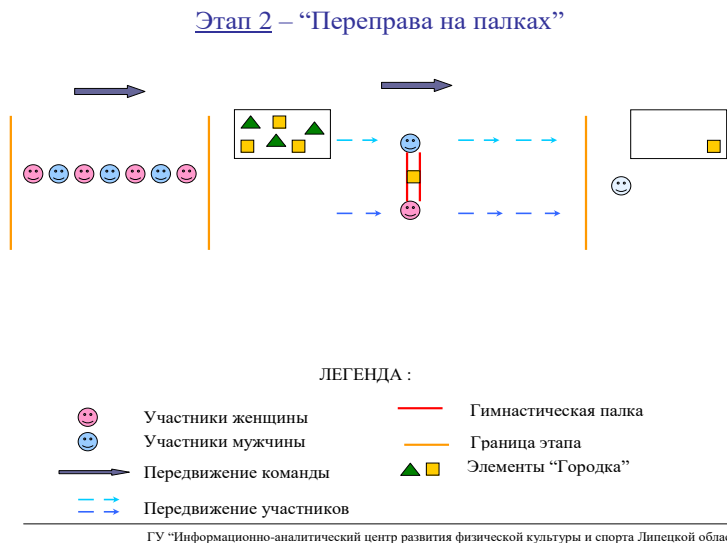 Этап 2 – “Переправа на палках”
ЛЕГЕНДА :
Участники женщины
Участники мужчины
Передвижение команды
Передвижение участников
Гимнастическая палка
Граница этапа
Элементы “Городка”
ГУ “Информационно-аналитический центр развития физической культуры и спорта Липецкой